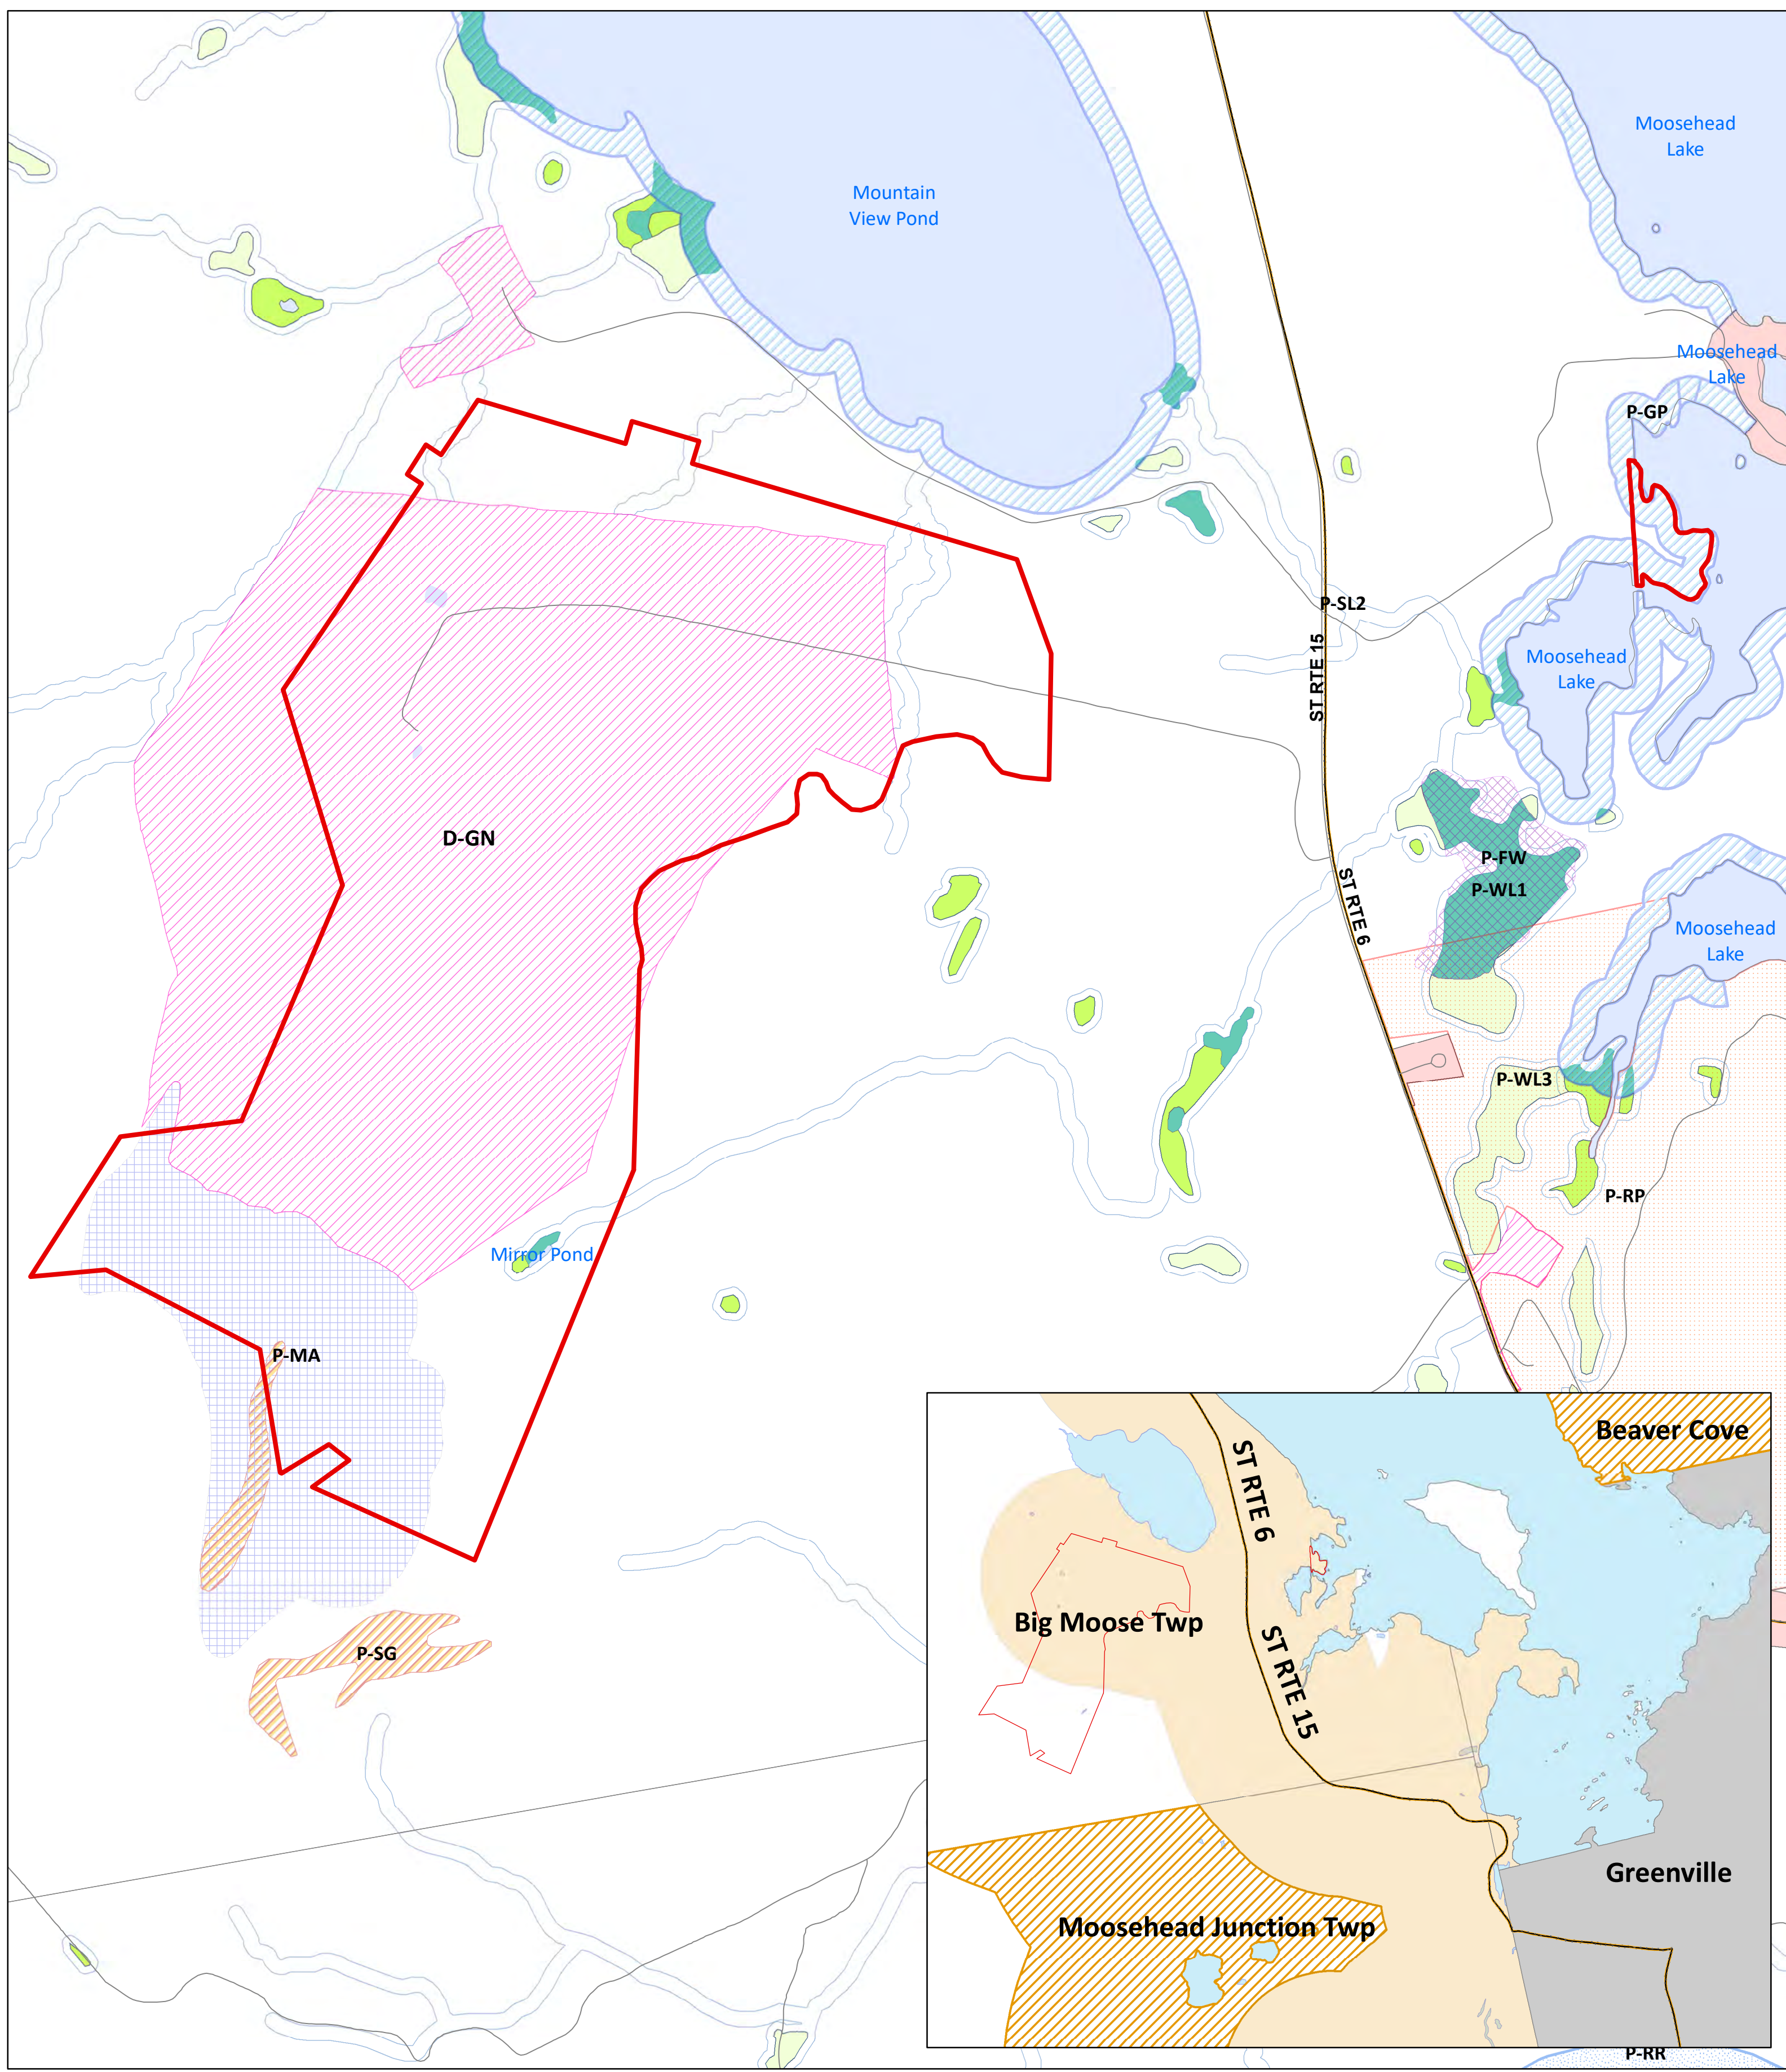 Moosehead
Lake
Mountain
View Pond
Moosehead
Lake
P-GP
P-SL2
ST RTE 15
Moosehead
Lake
D-GN
P-FW
P-WL1
ST RTE 6
Moosehead
Lake
P-WL3
P-RP
Mirror Pond
P-MA
P-SG
Beaver Cove
ST RTE 6
Big Moose Twp
ST RTE 15
Greenville
Moosehead Junction Twp
P-RR